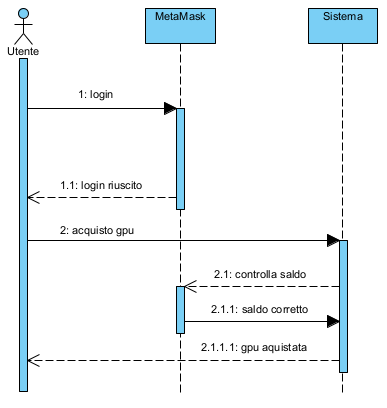 MetaMask
Sistema
Utente
1: login
1.1: login riuscito
2: acquisto gpu
2.1: controlla saldo
2.1.1: saldo corretto
2.1.1.1: gpu aquistata